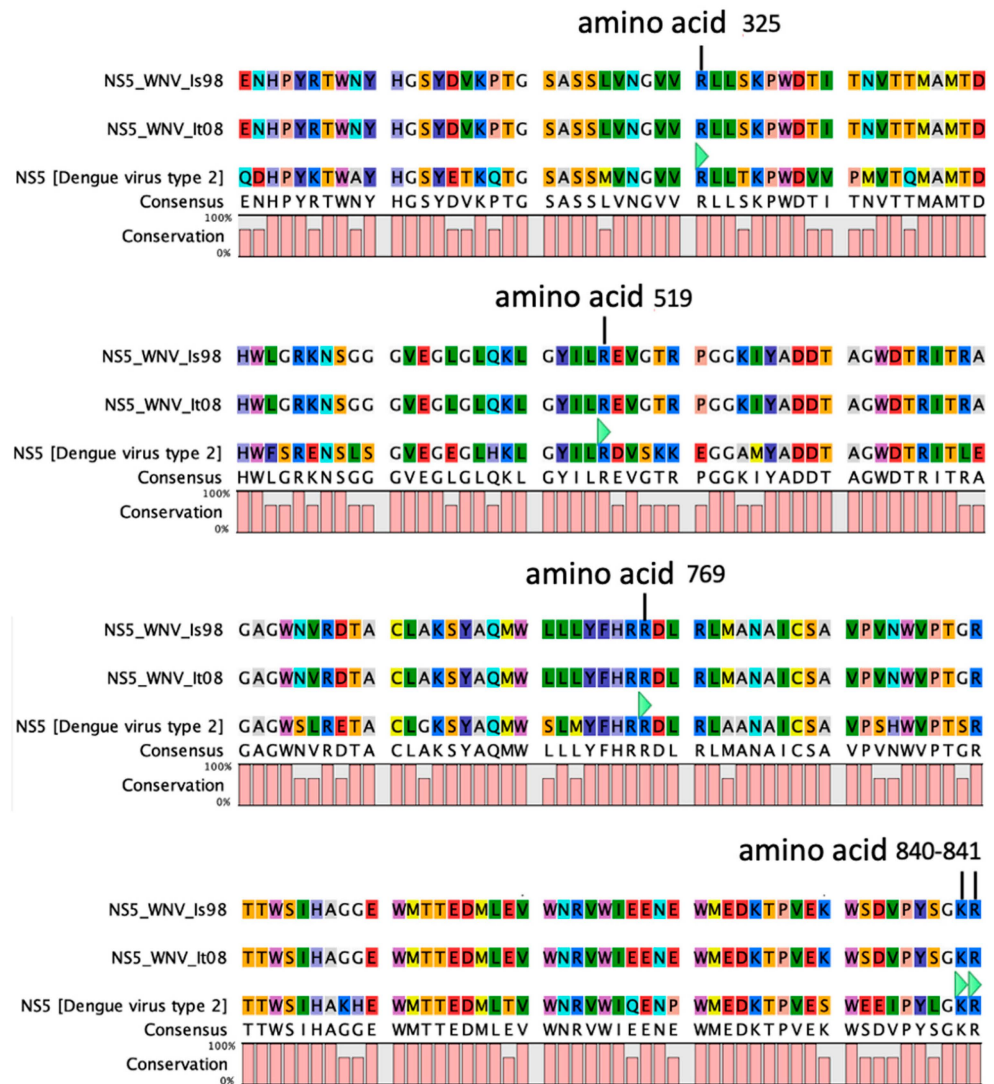 amino acid 325
NS5_WNV_Is98 ENHPYRTWNY HGSYDVKPTG SASSLVNGVV RLLSKPWDTI TNVTTMAMTD
NS5_WNV_It08 ENHPYRTWNY HGSYDVKPTG SASSLVNGVV RLLSKPWDTI TNVTTMAMTD
NS5 [Dengue virus type 2] QDHPYKTWAY HGSYETKQTG SASSMVNGVV RLLTKPWDVV PMVTQMAMTD
Consensus ENHPYRTWNY HGSYDVKPTG SASSLVNGVV RLLSKPWDTI TNVTTMAMTD
100%
Conservation
0%
amino acid 519
NS5_WNV_Is98 HWLGRKNSGG GVEGLGLQKL GYILREVGTR PGGKIYADDT AGWDTRITRA
NS5_WNV_It08 HWLGRKNSGG GVEGLGLQKL GYILREVGTR PGGKIYADDT AGWDTRITRA
NS5 [Dengue virus type 2] HWFSRENSLS GVEGEGLHKL GYILRDVSKK EGGAMYADDT AGWDTRITLE
Consensus HWLGRKNSGG GVEGLGLQKL GYILREVGTR PGGKIYADDT AGWDTRITRA
100%
Conservation
0%
amino acid 769
NS5_WNV_Is98 GAGWNVRDTA CLAKSYAQMW LLLYFHRRDL RLMANAICSA VPVNWVPTGR
NS5_WNV_It08 GAGWNVRDTA CLAKSYAQMW LLLYFHRRDL RLMANAICSA VPVNWVPTGR
NS5 [Dengue virus type 2] GAGWSLRETA CLGKSYAQMW SLMYFHRRDL RLAANAICSA VPSHWVPTSR
Consensus GAGWNVRDTA CLAKSYAQMW LLLYFHRRDL RLMANAICSA VPVNWVPTGR
100%
Conservation
0%
amino acid 840-841
NS5_WNV_Is98 TTWSIHAGGE WMTTEDMLEV WNRVWIEENE WMEDKTPVEK WSDVPYSGKR
NS5_WNV_It08 TTWSIHAGGE WMTTEDMLEV WNRVWIEENE WMEDKTPVEK WSDVPYSGKR
NS5 [Dengue virus type 2] TTWSIHAKHE WMTTEDMLTV WNRVWIQENP WMEDKTPVES WEEIPYLGKR
Consensus TTWSIHAGGE WMTTEDMLEV WNRVWIEENE WMEDKTPVEK WSDVPYSGKR
100%
Conservation
0%